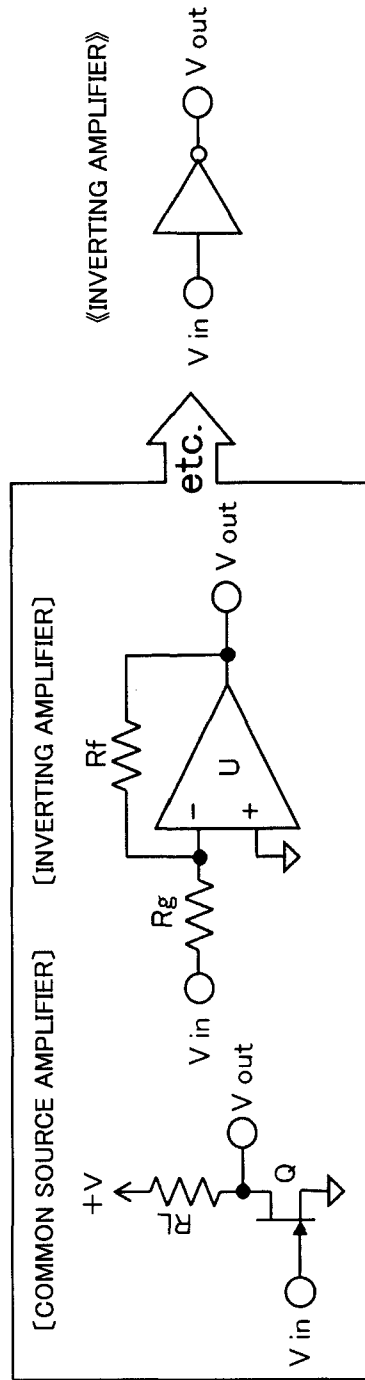 [COMMON SOURCE AMPLIFIER]
+V
RL
V out
Q
V in
[INVERTING AMPLIFIER]
Rf
Rg
V in
−
+
U
V out
etc.
《INVERTING AMPLIFIER》
V in
V out